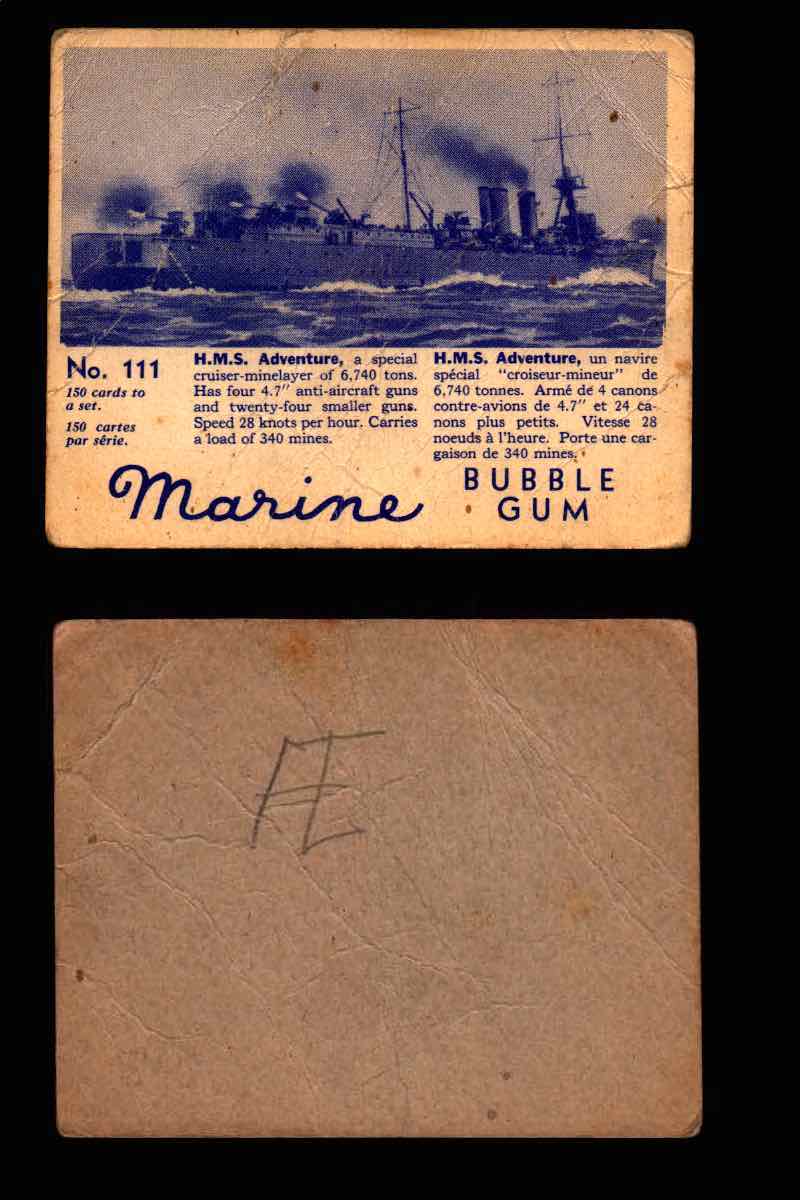 No. 111
150 cards to
a set.
150 cartes
par série.
H.M.S. Adventure, a special
cruiser-minelayer of 6,740 tons.
Has four 4.7″ anti-aircraft guns
and twenty-four smaller guns.
Speed 28 knots per hour. Carries
a load of 340 mines.
H.M.S. Adventure, un navire
spécial "croiseur-mineur" de
6,740 tonnes. Armé de 4 canons
contre-avions de 4.7″ et 24 ca-
nons plus petits. Vitesse 28
noeuds à l'heure. Porte une car-
gaison de 340 mines.
Marine BUBBLE
GUM